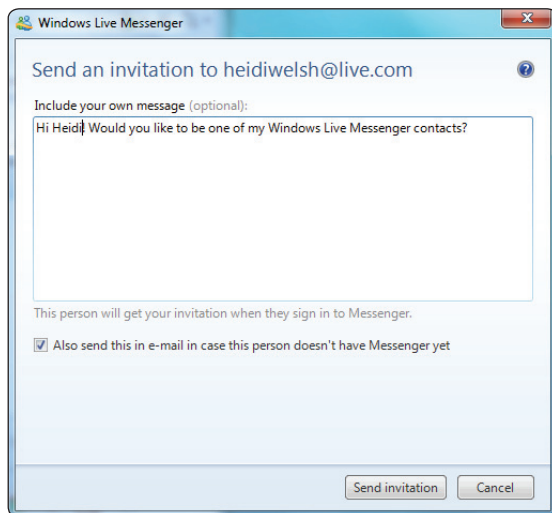 Windows Live Messenger
Send an invitation to heidiwelsh@live.com
Include your own message (optional):
Hi Heidi! Would you like to be one of my Windows Live Messenger contacts?
This person will get your invitation when they sign in to Messenger.
Also send this in e-mail in case this person doesn't have Messenger yet
Send invitation Cancel